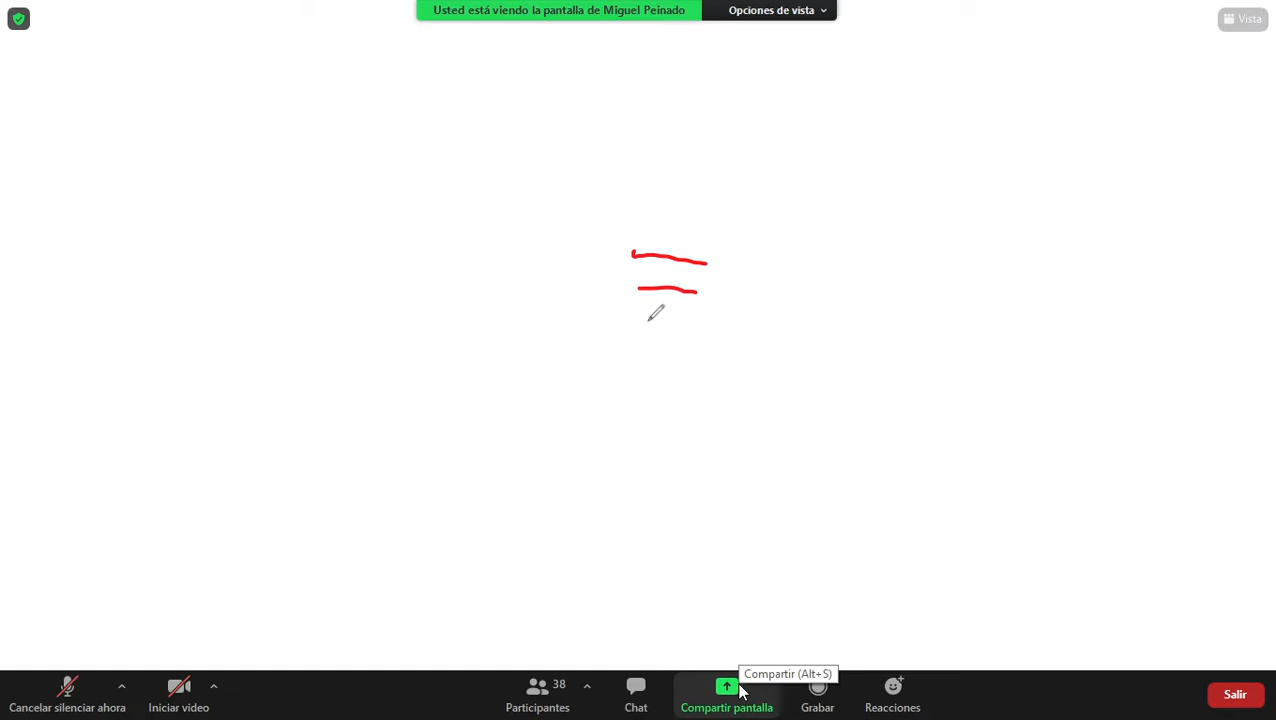 Usted está viendo la pantalla de Miguel Peinado
Opciones de vista
Vista
Compartir (Alt+S)
38
Cancelar silenciar ahora
Iniciar video
Participantes
Chat
Compartir pantalla
Grabar
Reacciones
Salir